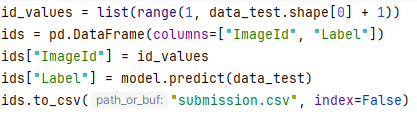 id_values = list(range(1, data_test.shape[0] + 1))
ids = pd.DataFrame(columns=["ImageId", "Label"])
ids["ImageId"] = id_values
ids["Label"] = model.predict(data_test)
ids.to_csv( path_or_buf: "submission.csv", index=False)